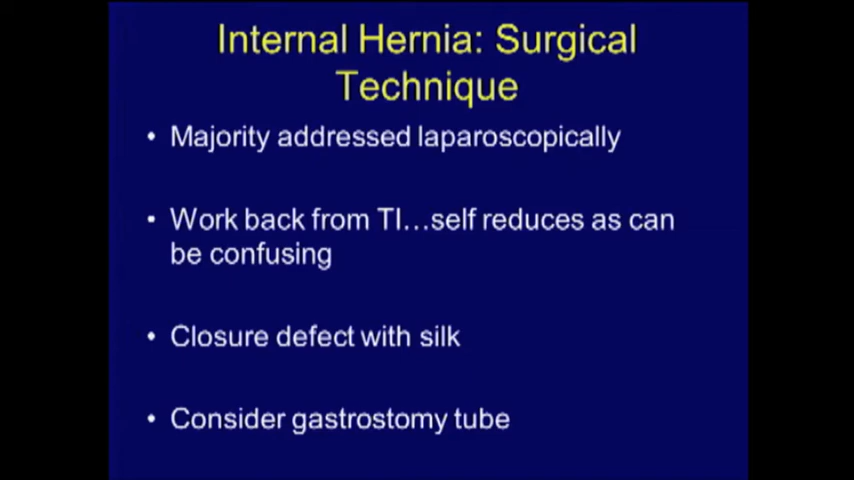 Internal Hernia: Surgical
Technique
• Majority addressed laparoscopically
• Work back from TI...self reduces as can
be confusing
• Closure defect with silk
• Consider gastrostomy tube